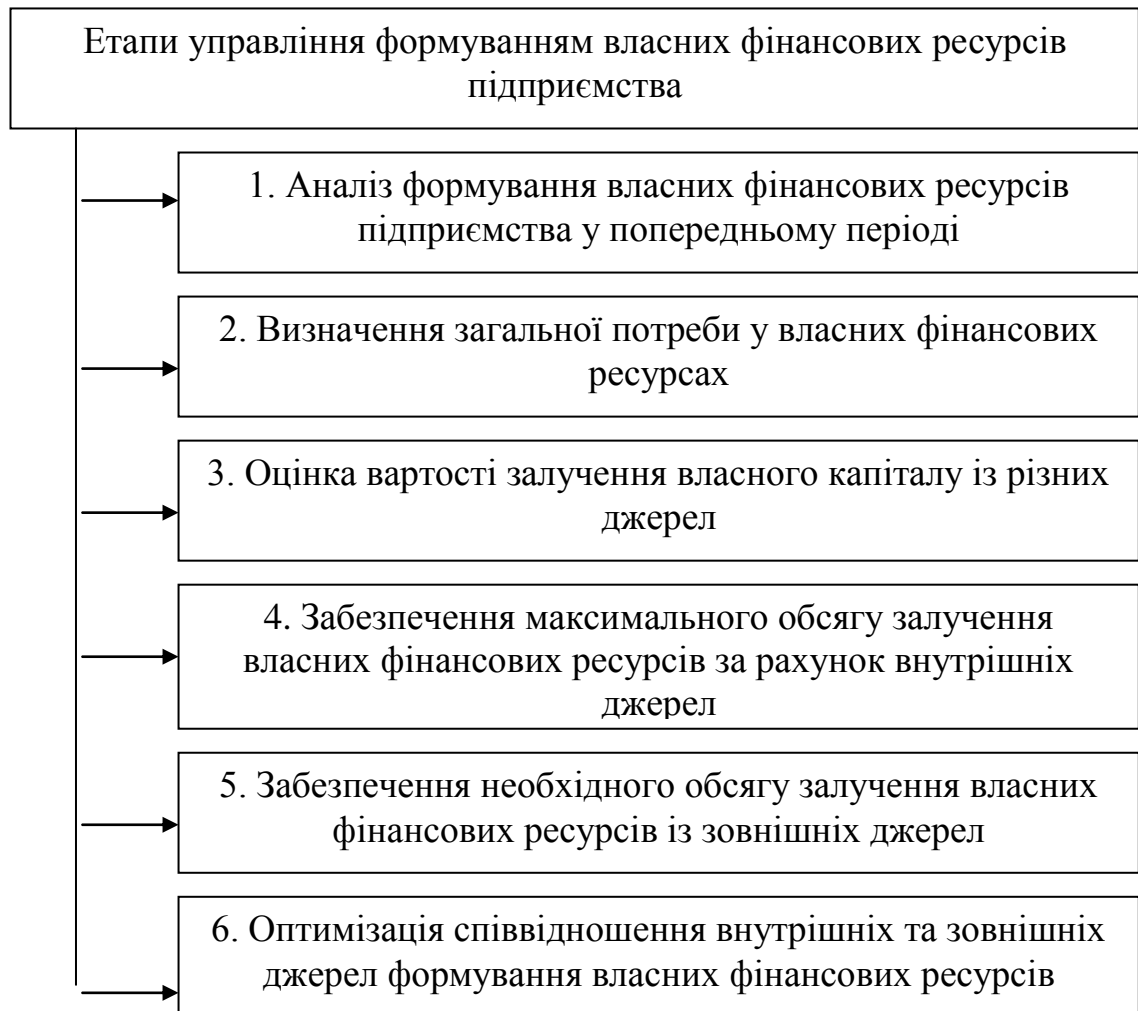 Етапи управління формуванням власних фінансових ресурсів
підприємства
1. Аналіз формування власних фінансових ресурсів
підприємства у попередньому періоді
2. Визначення загальної потреби у власних фінансових
ресурсах
3. Оцінка вартості залучення власного капіталу із різних
джерел
4. Забезпечення максимального обсягу залучення
власних фінансових ресурсів за рахунок внутрішніх
джерел
5. Забезпечення необхідного обсягу залучення власних
фінансових ресурсів із зовнішніх джерел
6. Оптимізація співвідношення внутрішніх та зовнішніх
джерел формування власних фінансових ресурсів